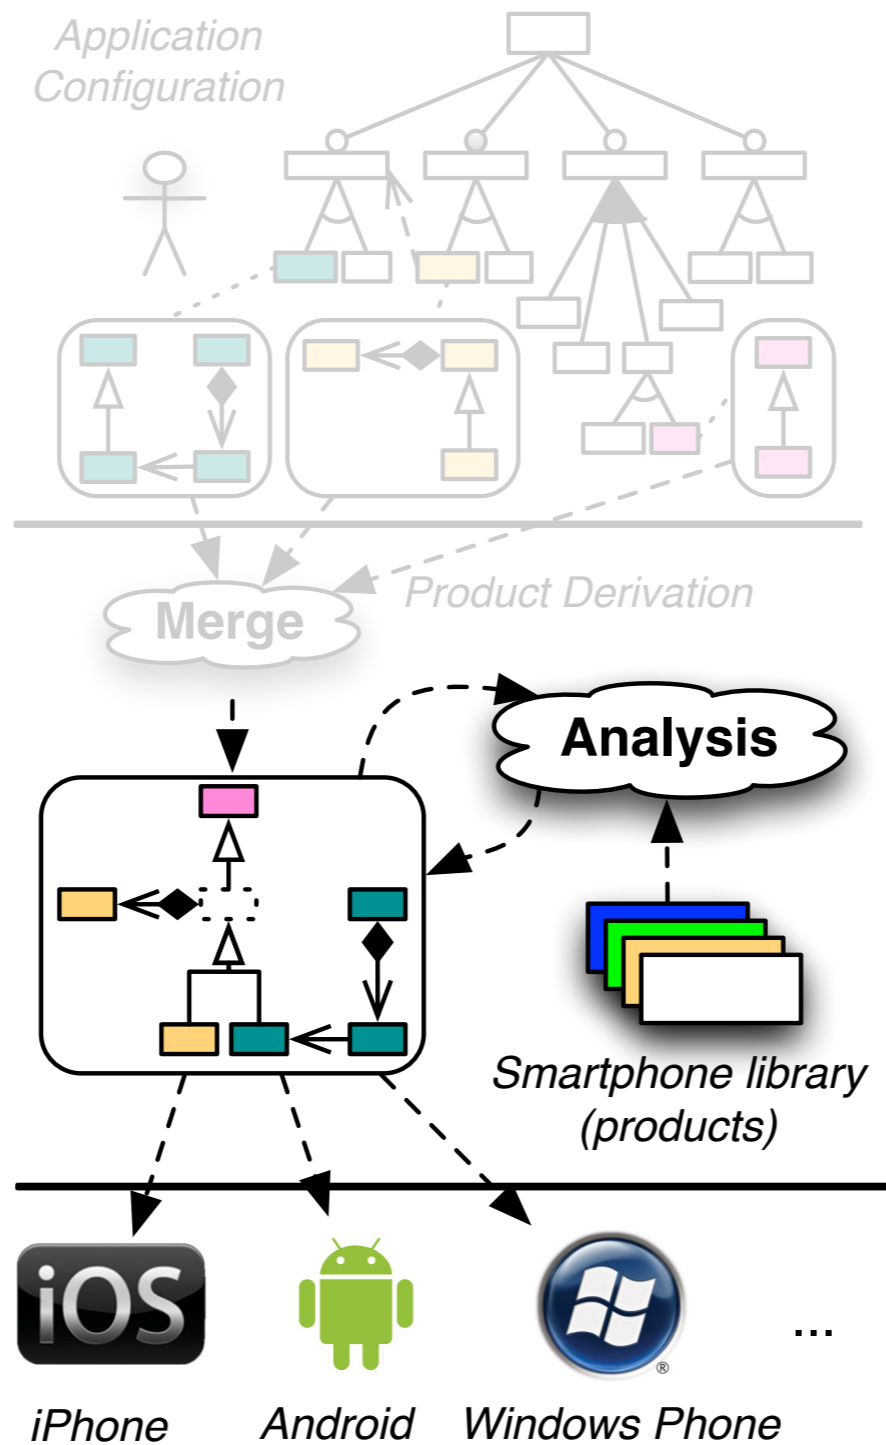 Application
Configuration
Merge
Product Derivation
Analysis
Smartphone library
(products)
iOS
®
...
iPhone
Android
Windows Phone